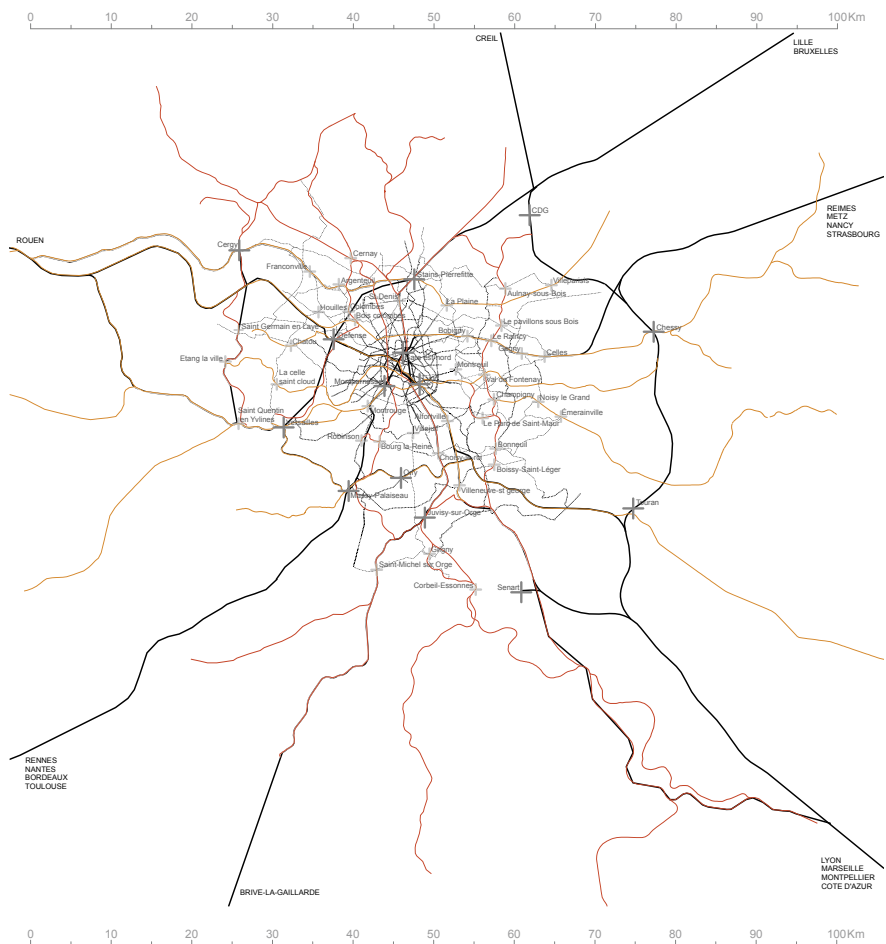 0 10 20 30 40 50 60 70 80 90 100Km
CREIL
LILLE
BRUXELLES
REIMES
METZ
NANCY
STRASBOURG
CDG
ROUEN
Cergy
Cernay
Franconville
Argenteuil
Stains-Pierrefitte
Villeparisis
Aulnay-sous-Bois
St Denis
La Plaine
Houilles
Colombes
Bois colombes
Saint Germain en Laye
Défense
Le pavillons sous Bois
Bobigny
Chessy
Chatou
Le Raincy
Gagny
Celles
Etang la ville
Montreuil
La celle
saint cloud
Val de Fontenay
Champigny
Noisy le Grand
Montrouge
Saint Quentin
en Yvlines
Versailles
Alfortville
Le Parc de Saint-Maur
Émerainville
Villejuif
Robinson
Bourg la Reine
Bonneuil
Choisy-le-roi
Boissy-Saint-Léger
Orly
Massy-Palaiseau
Villeneuve-st george
Juvisy-sur-Orge
Grigny
Saint-Michel sur Orge
Corbeil-Essonnes
Senart
RENNES
NANTES
BORDEAUX
TOULOUSE
BRIVE-LA-GAILLARDE
LYON
MARSEILLE
MONTPELLIER
COTE D'AZUR
0 10 20 30 40 50 60 70 80 90 100Km